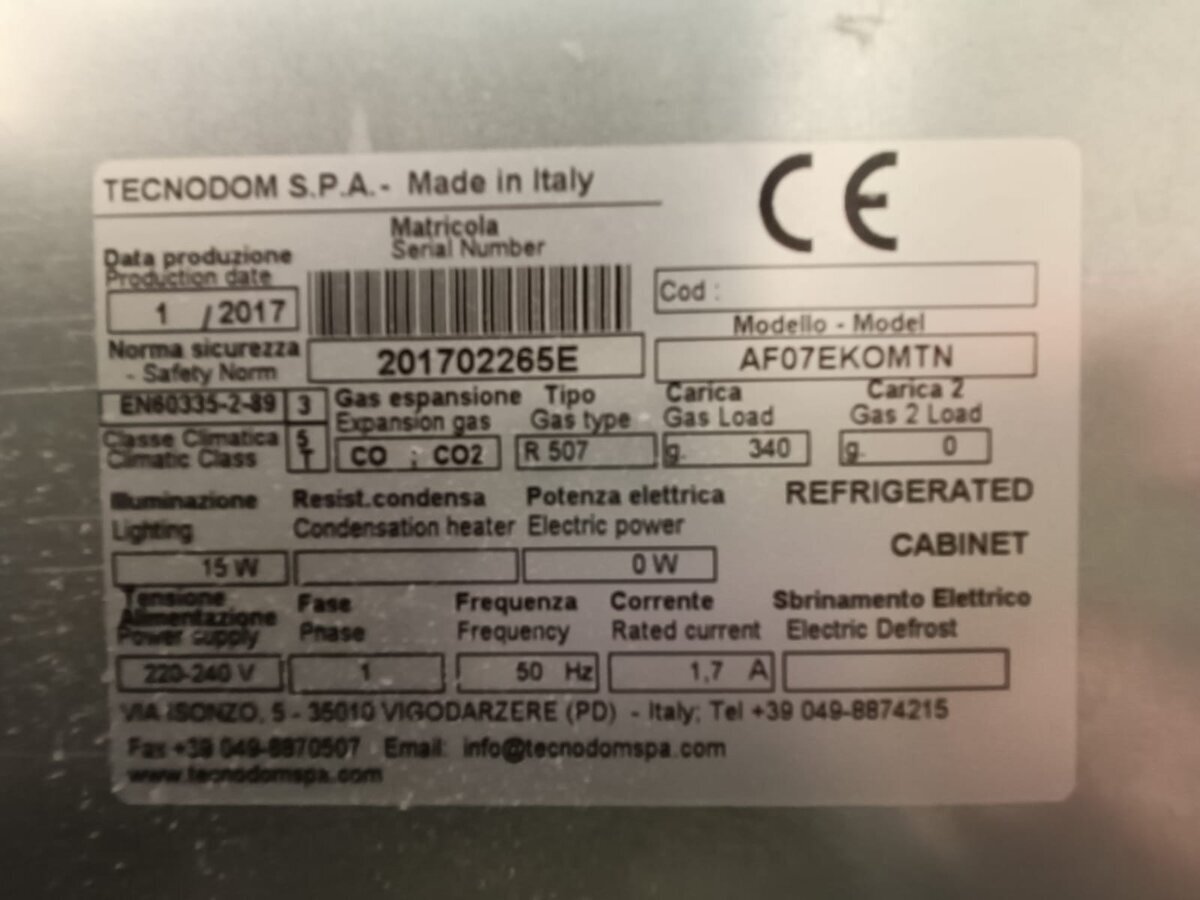 TECNODOM S.P.A. - Made in Italy
CE
Matricola
Serial Number
Data produzione
Production date
1 / 2017
Cod :
Modello - Model
Norma sicurezza
- Safety Norm
201702265E
AF07EKOMTN
EN60335-2-89 3
Gas espansione Tipo Carica Carica 2
Expansion gas Gas type Gas Load Gas 2 Load
Classe Climatica 5
Climatic Class T
CO ; CO2 R 507 g. 340 g. 0
Illuminazione Resist.condensa Potenza elettrica REFRIGERATED
Lighting Condensation heater Electric power
CABINET
15 W 0 W
Tensione
Alimentazione Fase Frequenza Corrente Sbrinamento Elettrico
Power supply Phase Frequency Rated current Electric Defrost
220-240 V 1 50 Hz 1,7 A
VIA ISONZO, 5 - 35010 VIGODARZERE (PD) - Italy; Tel +39 049-8874215
Fax +39 049-8870507 Email: info@tecnodomspa.com
www.tecnodomspa.com